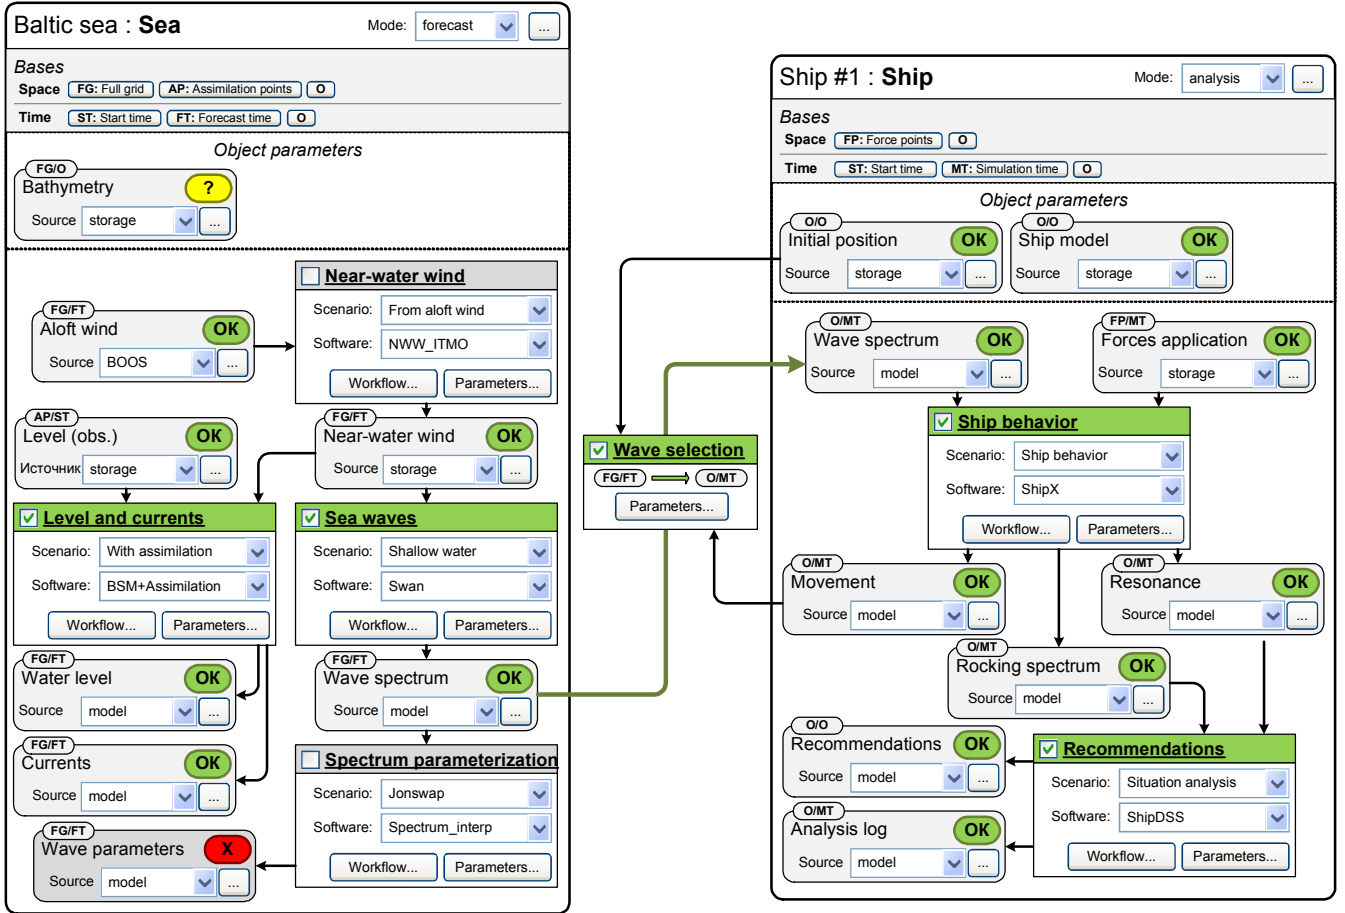 Baltic sea : Sea
Mode: forecast ...
Bases
Space FG: Full grid AP: Assimilation points O
Time ST: Start time FT: Forecast time O
Object parameters
FG/O
Bathymetry ?
Source storage ...
Near-water wind
Scenario: From aloft wind
Software: NWW_ITMO
Workflow... Parameters...
FG/FT
Aloft wind OK
Source BOOS ...
AP/ST
Level (obs.) OK
Источник storage ...
FG/FT
Near-water wind OK
Source storage ...
Level and currents
Scenario: With assimilation
Software: BSM+Assimilation
Workflow... Parameters...
Sea waves
Scenario: Shallow water
Software: Swan
Workflow... Parameters...
FG/FT
Water level OK
Source model ...
FG/FT
Wave spectrum OK
Source model ...
FG/FT
Currents OK
Source model ...
Spectrum parameterization
Scenario: Jonswap
Software: Spectrum_interp
Workflow... Parameters...
FG/FT
Wave parameters X
Source model ...
Wave selection
FG/FT O/MT
Parameters...
Ship #1 : Ship
Mode: analysis ...
Bases
Space FP: Force points O
Time ST: Start time MT: Simulation time O
Object parameters
O/O
Initial position OK
Source storage ...
O/O
Ship model OK
Source storage ...
O/MT
Wave spectrum OK
Source model ...
FP/MT
Forces application OK
Source storage ...
Ship behavior
Scenario: Ship behavior
Software: ShipX
Workflow... Parameters...
O/MT
Movement OK
Source model ...
O/MT
Resonance OK
Source model ...
O/MT
Rocking spectrum OK
Source model ...
O/O
Recommendations OK
Source model ...
Recommendations
Scenario: Situation analysis
Software: ShipDSS
Workflow... Parameters...
O/MT
Analysis log OK
Source model ...